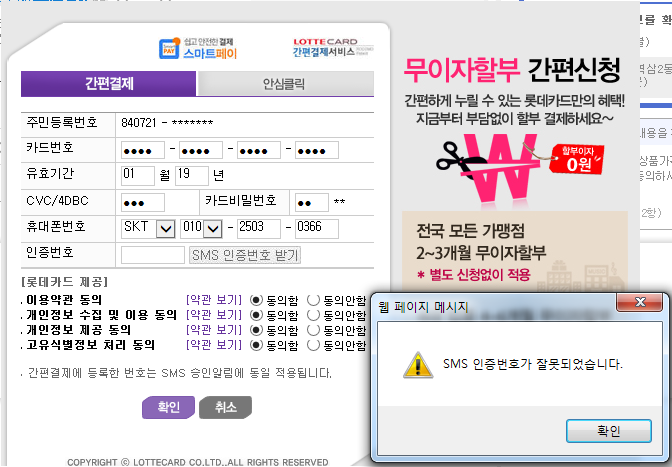 쉽고 안전한 결제
스마트페이
LOTTECARD
간편결제서비스
간편결제
안심클릭
주민등록번호 840721 - *******
카드번호 •••• - •••• - •••• - ••••
유효기간 01 월 19 년
CVC/4DBC ••• 카드비밀번호 •• **
휴대폰번호 SKT 010 - 2503 - 0366
인증번호 SMS 인증번호 받기
[롯데카드 제공]
이용약관 동의 [약관 보기] 동의함 동의안함
개인정보 수집 및 이용 동의 [약관 보기] 동의함 동의안함
개인정보 제공 동의 [약관 보기] 동의함 동의안함
고유식별정보 처리 동의 [약관 보기] 동의함 동의안함
간편결제에 등록한 번호는 SMS 승인알림에 동일 적용됩니다.
확인 취소
COPYRIGHT ⓒ LOTTECARD CO.LTD.,ALL RIGHTS RESERVED
무이자할부 간편신청
간편하게 누릴 수 있는 롯데카드만의 혜택!
지금부터 부담없이 할부 결제하세요~
할부이자
0원
전국 모든 가맹점
2~3개월 무이자할부
* 별도 신청없이 적용
웹 페이지 메시지
SMS 인증번호가 잘못되었습니다.
확인